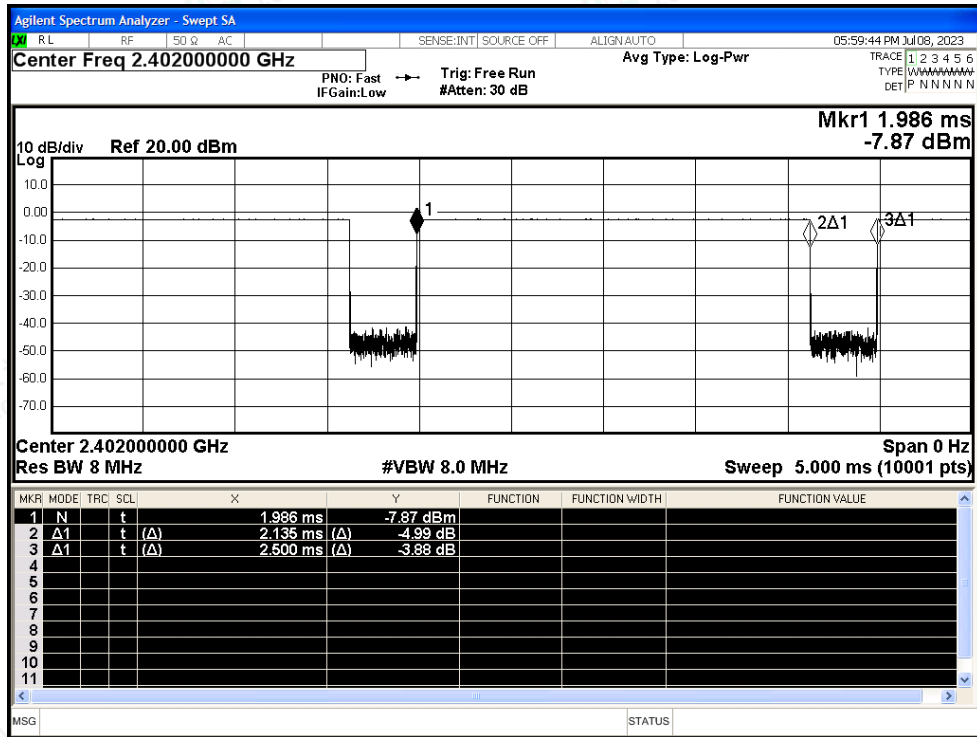 Agilent Spectrum Analyzer - Swept SA
LXI RL RF 50 Ω AC SENSE:INT SOURCE OFF ALIGN AUTO 05:59:44 PM Jul 08, 2023
Center Freq 2.402000000 GHz
PNO: Fast
IFGain:Low
Trig: Free Run
#Atten: 30 dB
Avg Type: Log-Pwr
TRACE 1 2 3 4 5 6
TYPE WWWWWW
DET P N N N N N
Mkr1 1.986 ms
-7.87 dBm
10 dB/div Ref 20.00 dBm
Log
10.0
0.00
-10.0
-20.0
-30.0
-40.0
-50.0
-60.0
-70.0
1
2Δ1
3Δ1
Center 2.402000000 GHz Span 0 Hz
Res BW 8 MHz #VBW 8.0 MHz Sweep 5.000 ms (10001 pts)
MKR MODE TRC SCL X Y FUNCTION FUNCTION WIDTH FUNCTION VALUE
1 N t 1.986 ms -7.87 dBm
2 Δ1 t (Δ) 2.135 ms (Δ) -4.99 dB
3 Δ1 t (Δ) 2.500 ms (Δ) -3.88 dB
4
5
6
7
8
9
10
11
MSG STATUS